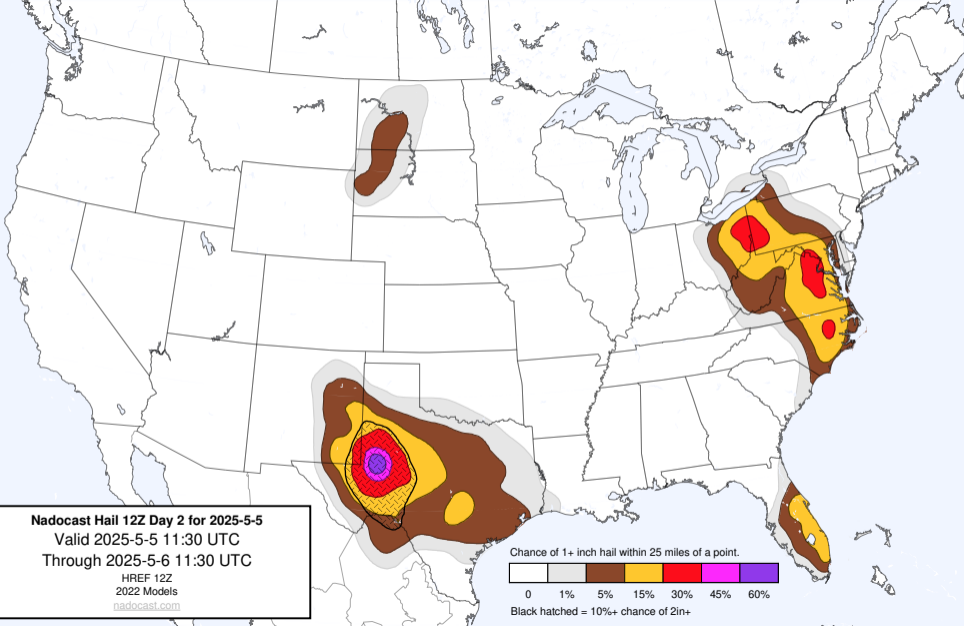 Nadocast Hail 12Z Day 2 for 2025-5-5
Valid 2025-5-5 11:30 UTC
Through 2025-5-6 11:30 UTC
HREF 12Z
2022 Models
nadocast.com
Chance of 1+ inch hail within 25 miles of a point.
0 1% 5% 15% 30% 45% 60%
Black hatched = 10%+ chance of 2in+